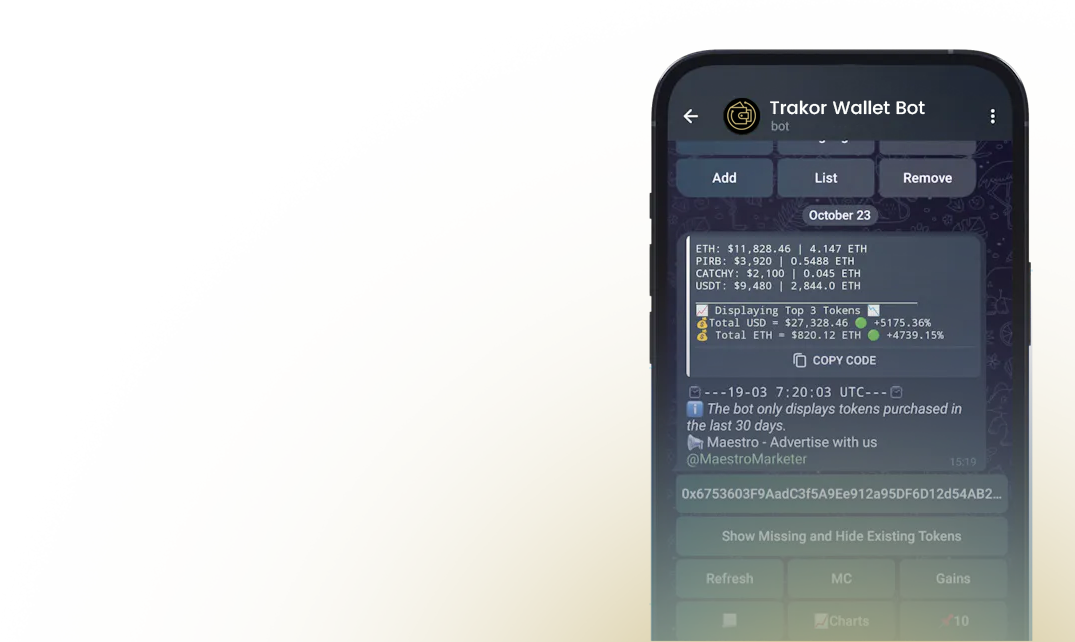 Trakor Wallet Bot
bot
Add List Remove
October 23
ETH: $11,828.46 | 4.147 ETH
PIRB: $3,920 | 0.5488 ETH
CATCHY: $2,100 | 0.045 ETH
USDT: $9,480 | 2,844.0 ETH
Displaying Top 3 Tokens
Total USD = $27,328.46 +5175.36%
Total ETH = $820.12 ETH +4739.15%
COPY CODE
---19-03 7:20:03 UTC---
The bot only displays tokens purchased in
the last 30 days.
Maestro - Advertise with us
@MaestroMarketer
15:19
0x6753603F9AadC3f5A9Ee912a95DF6D12d54AB2...
Show Missing and Hide Existing Tokens
Refresh MC Gains
Charts 10